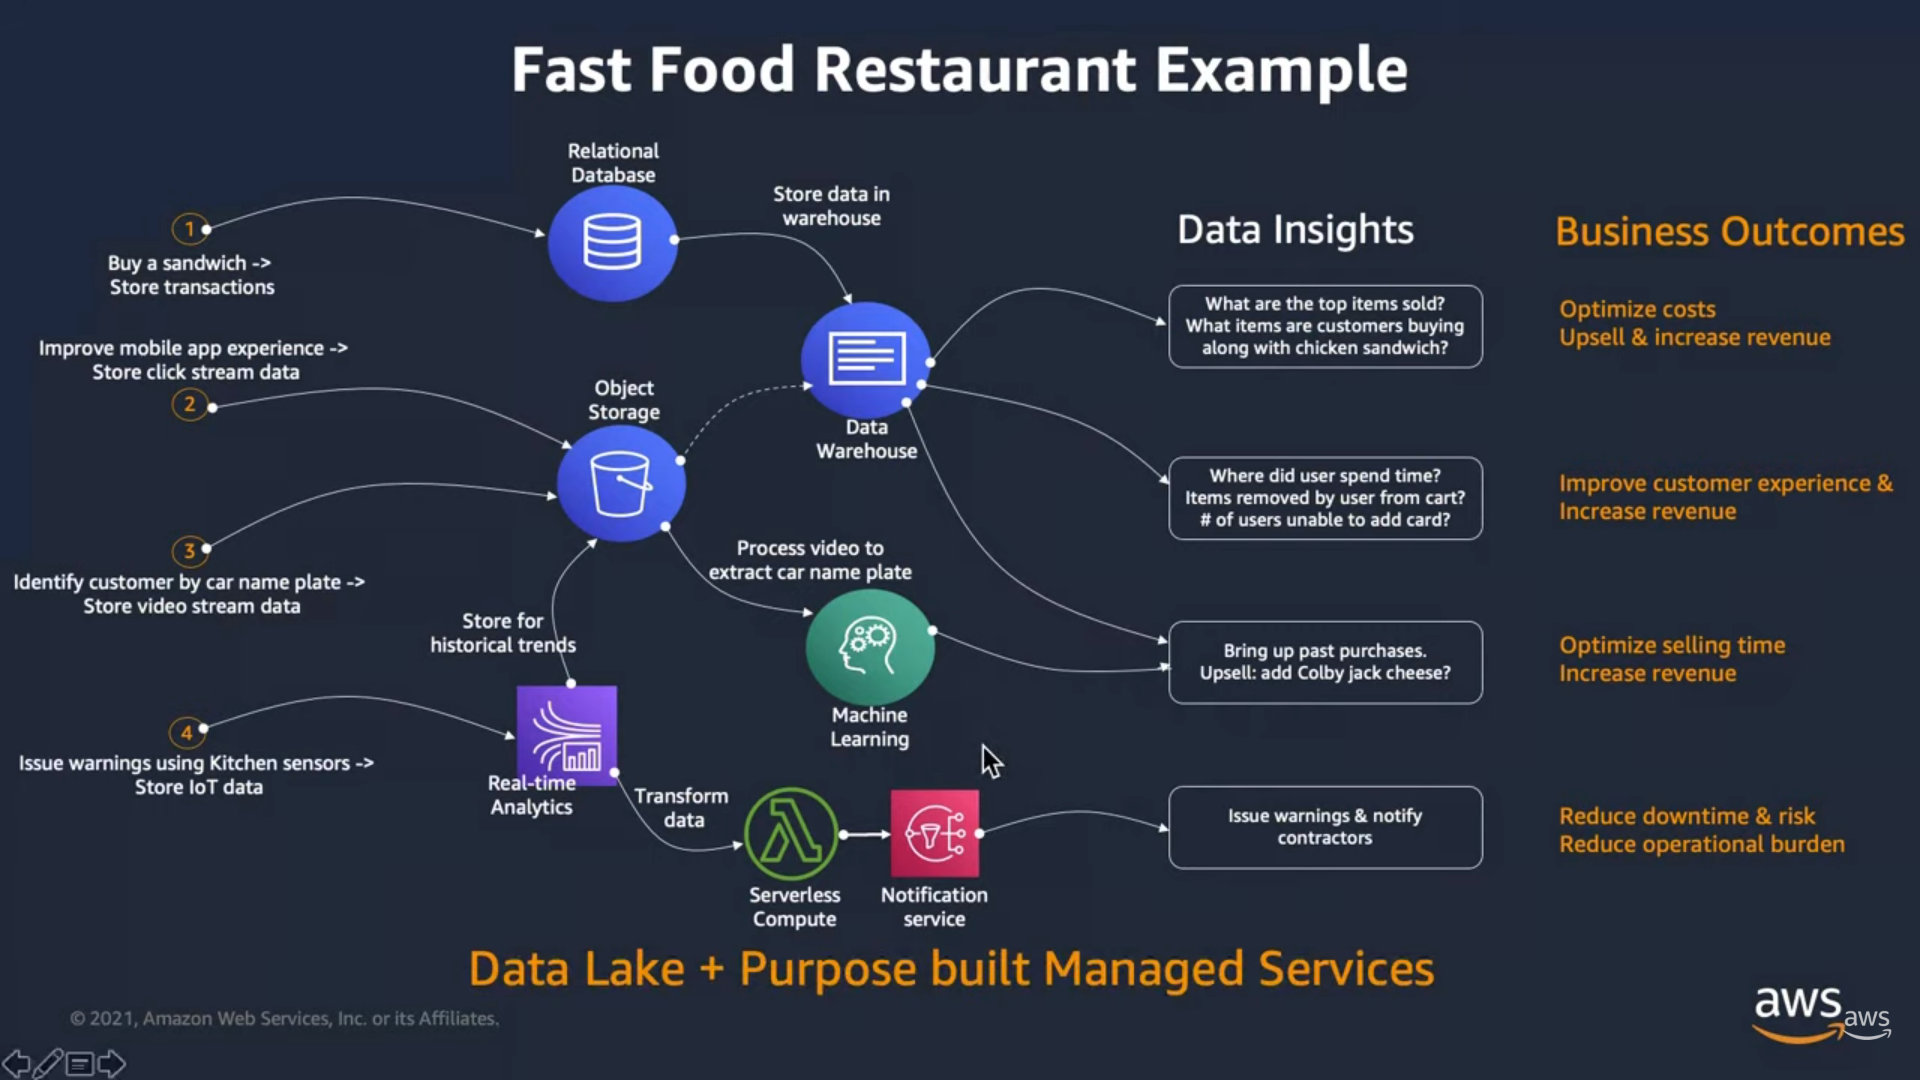 Fast Food Restaurant Example
Relational
Database
Store data in
warehouse
1
Buy a sandwich ->
Store transactions
Improve mobile app experience ->
Store click stream data
2
Object
Storage
Data
Warehouse
3
Identify customer by car name plate ->
Store video stream data
Process video to
extract car name plate
Store for
historical trends
Machine
Learning
4
Issue warnings using Kitchen sensors ->
Store IoT data
Real-time
Analytics
Transform
data
Serverless
Compute
Notification
service
Data Insights
What are the top items sold?
What items are customers buying
along with chicken sandwich?
Where did user spend time?
Items removed by user from cart?
# of users unable to add card?
Bring up past purchases.
Upsell: add Colby jack cheese?
Issue warnings & notify
contractors
Business Outcomes
Optimize costs
Upsell & increase revenue
Improve customer experience &
Increase revenue
Optimize selling time
Increase revenue
Reduce downtime & risk
Reduce operational burden
Data Lake + Purpose built Managed Services
© 2021, Amazon Web Services, Inc. or its Affiliates.
aws
aws